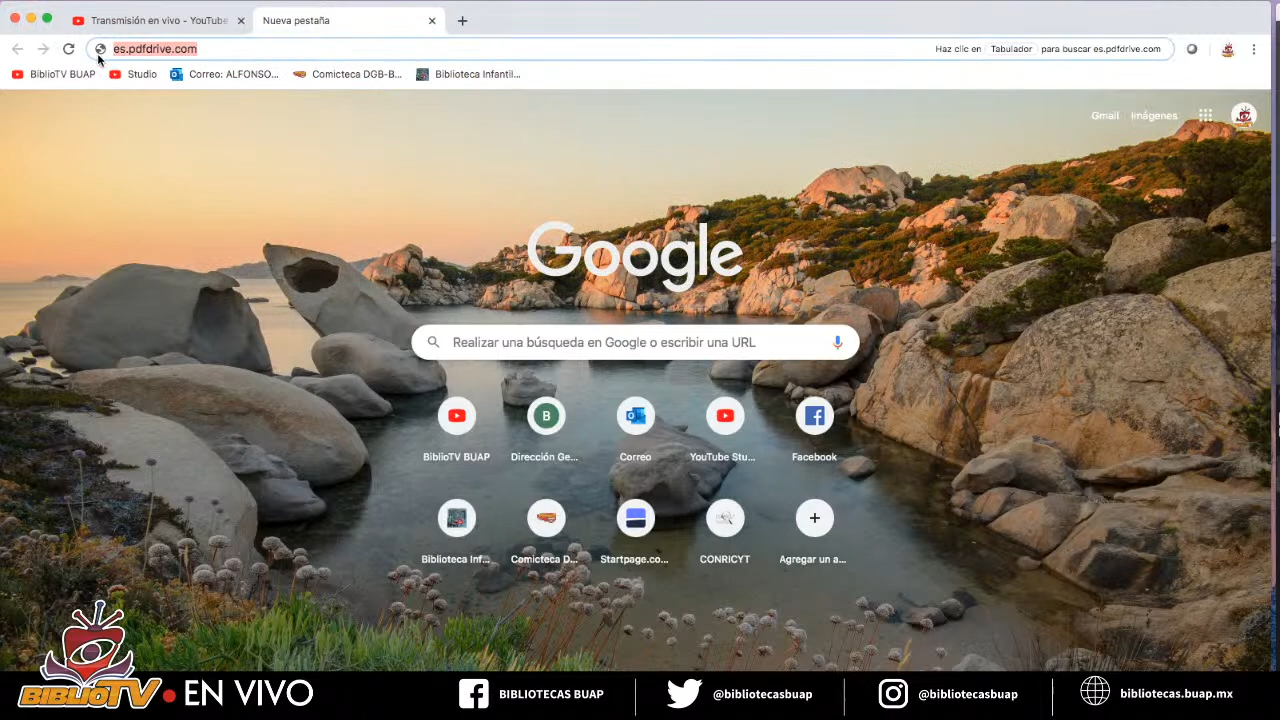 Transmisión en vivo - YouTube
Nueva pestaña
es.pdfdrive.com
Haz clic en Tabulador para buscar es.pdfdrive.com
BiblioTV BUAP
Studio
Correo: ALFONSO...
Comicteca DGB-B...
Biblioteca Infantil...
Gmail
Imágenes
Google
Realizar una búsqueda en Google o escribir una URL
B
BiblioTV BUAP
Dirección Ge...
Correo
YouTube Stu...
Facebook
Biblioteca Inf...
Comicteca D...
Startpage.co...
CONRICYT
Agregar un a...
BIBLIOTV
EN VIVO
BIBLIOTECAS BUAP
@bibliotecasbuap
@bibliotecasbuap
bibliotecas.buap.mx